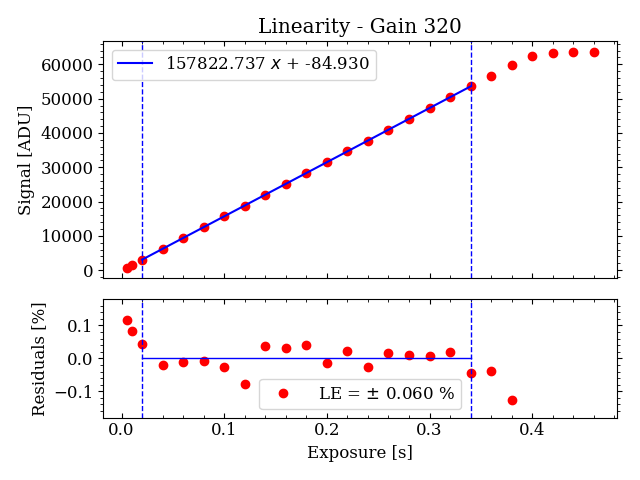 Linearity - Gain 320
157822.737 x + -84.930
Signal [ADU]
60000
50000
40000
30000
20000
10000
0
Residuals [%]
0.1
0.0
−0.1
LE = ± 0.060 %
0.0 0.1 0.2 0.3 0.4
Exposure [s]